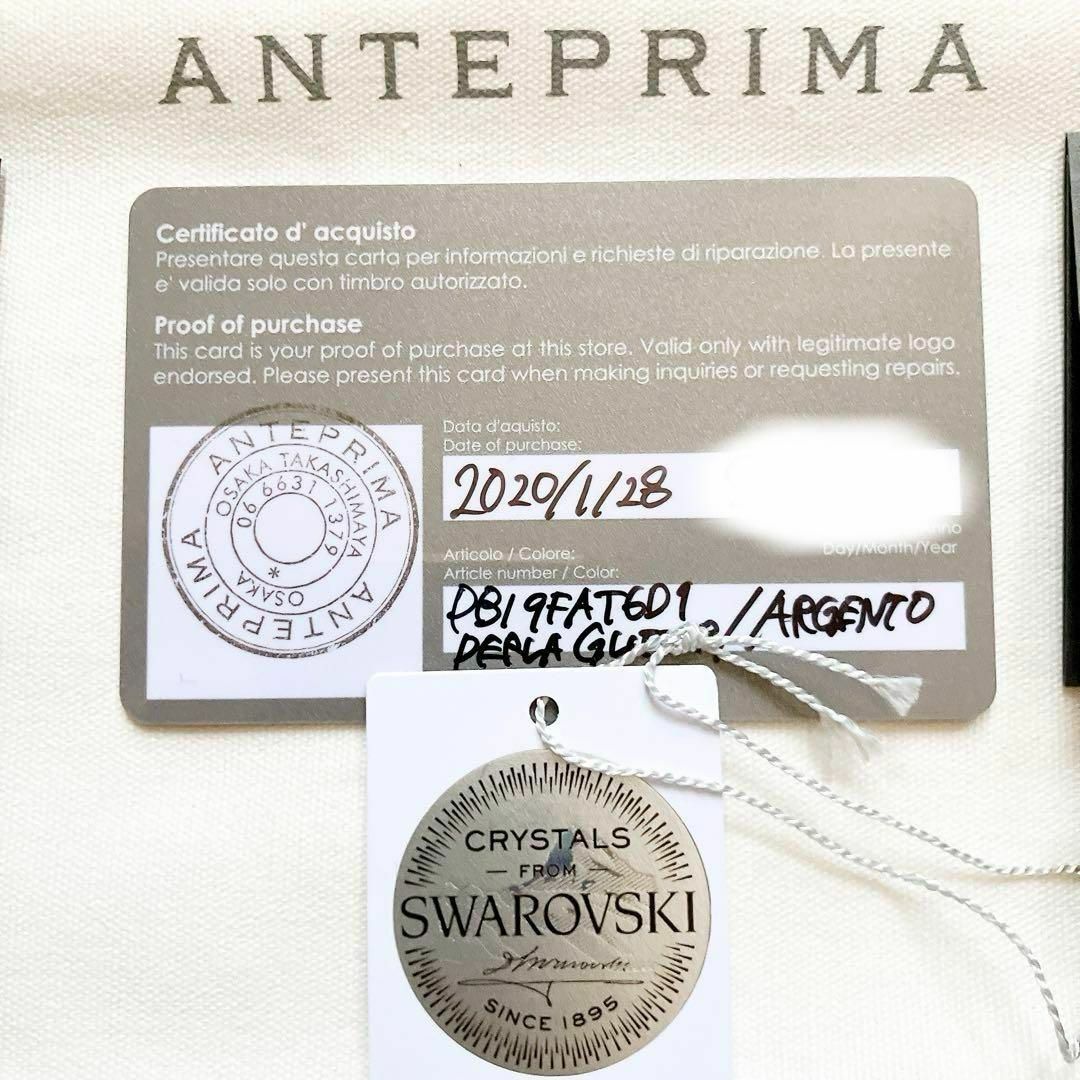 ANTEPRIMA
Certificato d' acquisto
Presentare questa carta per informazioni e richieste di riparazione. La presente
e' valida solo con timbro autorizzato.
Proof of purchase
This card is your proof of purchase at this store. Valid only with legitimate logo
endorsed. Please present this card when making inquiries or requesting repairs.
ANTEPRIMA ANTEPRIMA
OSAKA TAKASHIMAYA
06 6631 1379
* OSAKA
Data d'aquisto:
Date of purchase:
2020/1/28
Day/Month/Year
Articolo / Colore:
Article number / Color:
PB19FAT6D1 //ARGENTO
PERLA
CRYSTALS
— FROM —
SWAROVSKI
SINCE 1895